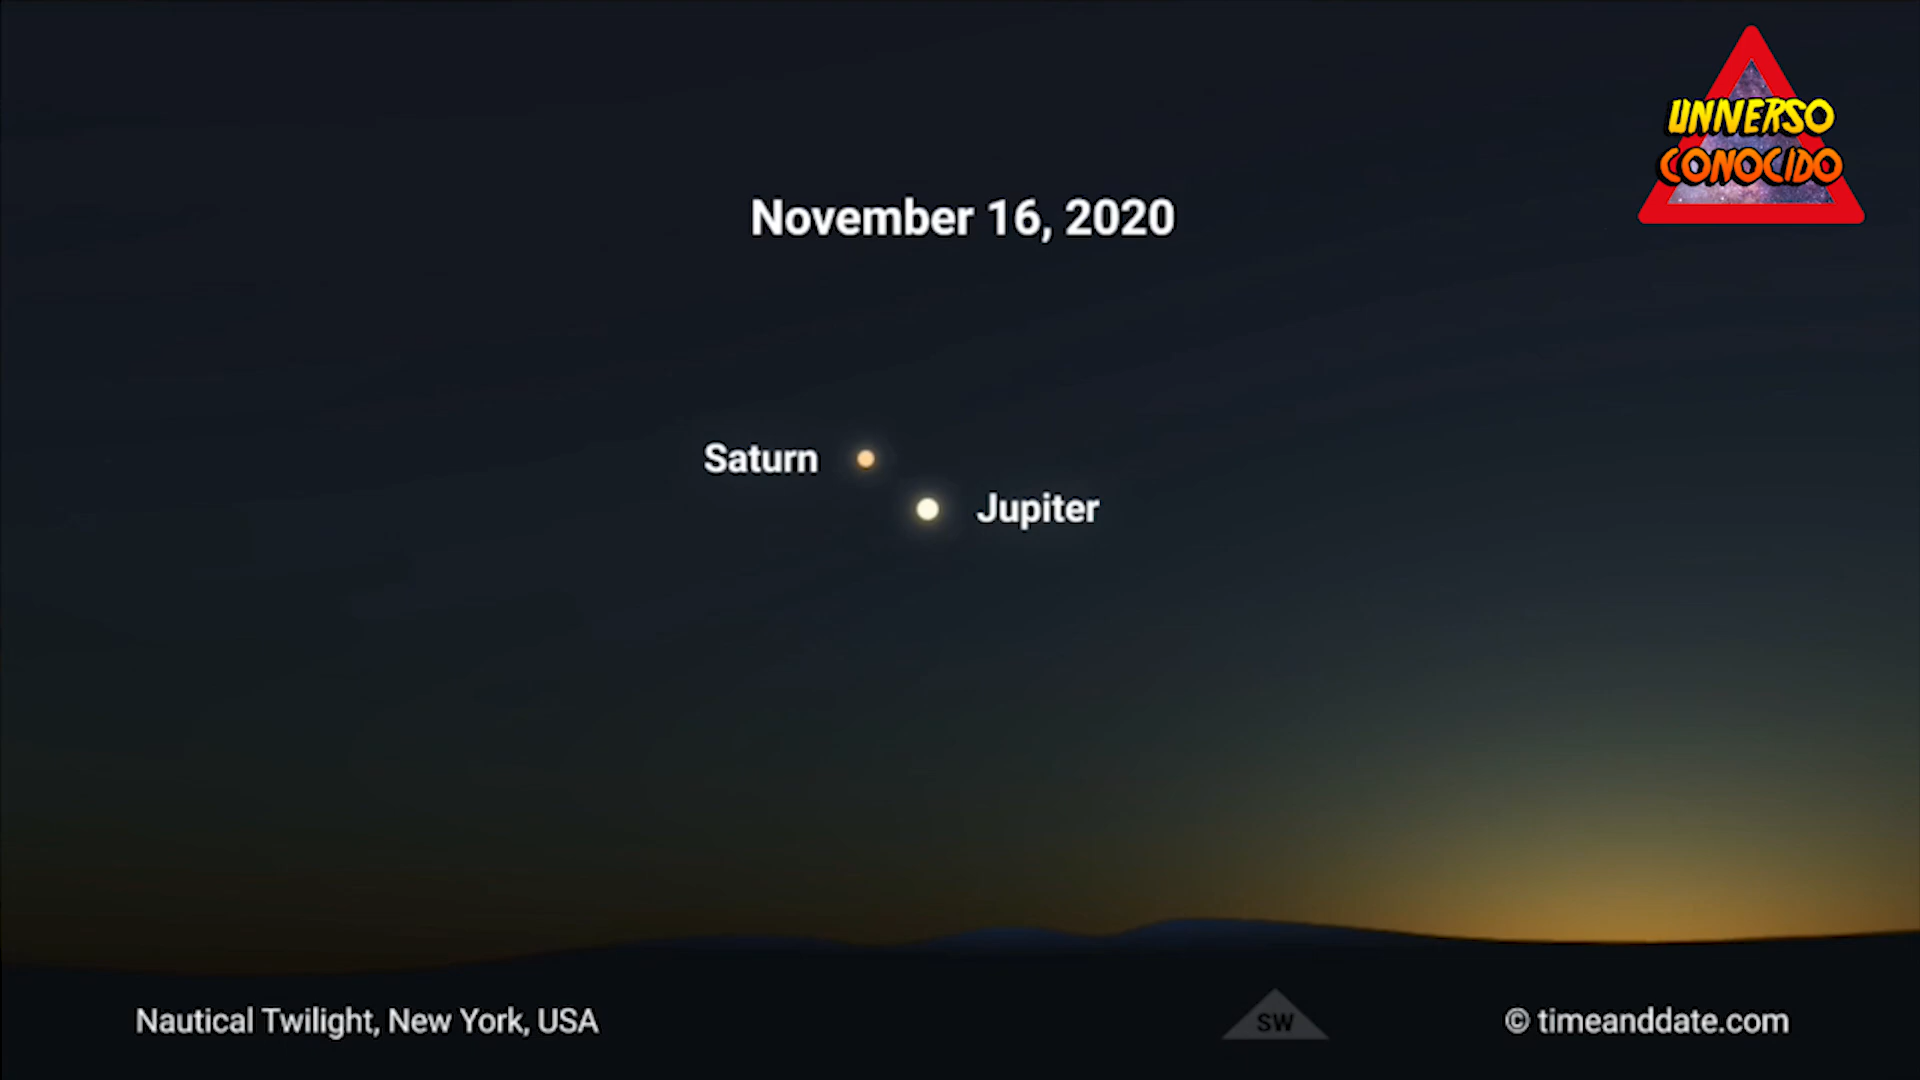 UNIVERSO
CONOCIDO
November 16, 2020
Saturn
Jupiter
Nautical Twilight, New York, USA
SW
© timeanddate.com